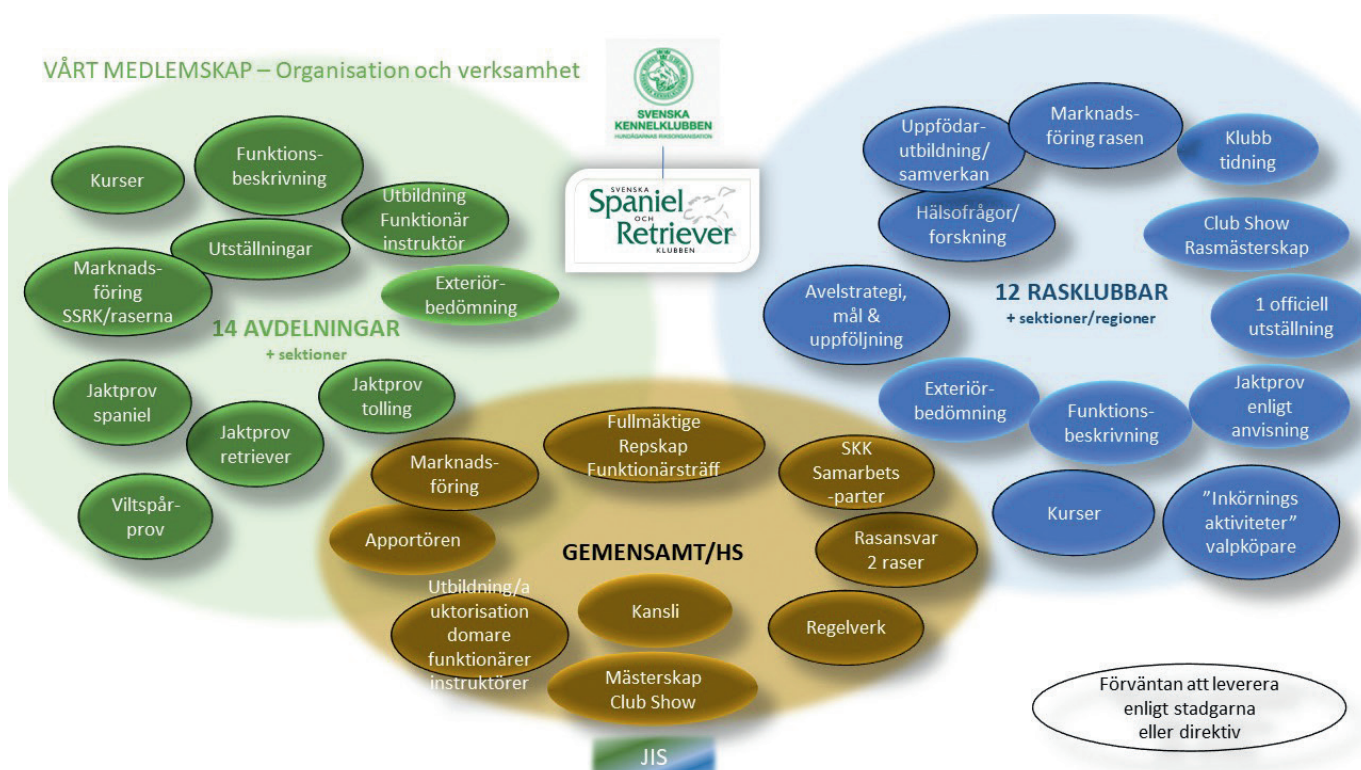 VÅRT MEDLEMSKAP – Organisation och verksamhet
SVENSKA
KENNELKLUBBEN
HUNDÄGARNAS RIKSORGANISATION
SVENSKA
Spaniel
OCH
Retriever
KLUBBEN
Kurser
Funktions-
beskrivning
Utbildning
Funktionär
instruktör
Utställningar
Marknads-
föring
SSRK/raserna
Exteriör-
bedömning
14 AVDELNINGAR
+ sektioner
Jaktprov
spaniel
Jaktprov
retriever
Jaktprov
tolling
Viltspår-
prov
Uppfödar-
utbildning/
samverkan
Marknads-
föring rasen
Klubb
tidning
Hälsofrågor/
forskning
Club Show
Rasmästerskap
Avelstrategi,
mål &
uppföljning
12 RASKLUBBAR
+ sektioner/regioner
1 officiell
utställning
Exteriör-
bedömning
Funktions-
beskrivning
Jaktprov
enligt
anvisning
Kurser
”Inkörnings
aktiviteter”
valpköpare
Marknads-
föring
Fullmäktige
Repskap
Funktionärsträff
SKK
Samarbets
-parter
Apportören
GEMENSAMT/HS
Rasansvar
2 raser
Utbildning/a
uktorisation
domare
funktionärer
instruktörer
Kansli
Regelverk
Mästerskap
Club Show
JIS
Förväntan att leverera
enligt stadgarna
eller direktiv